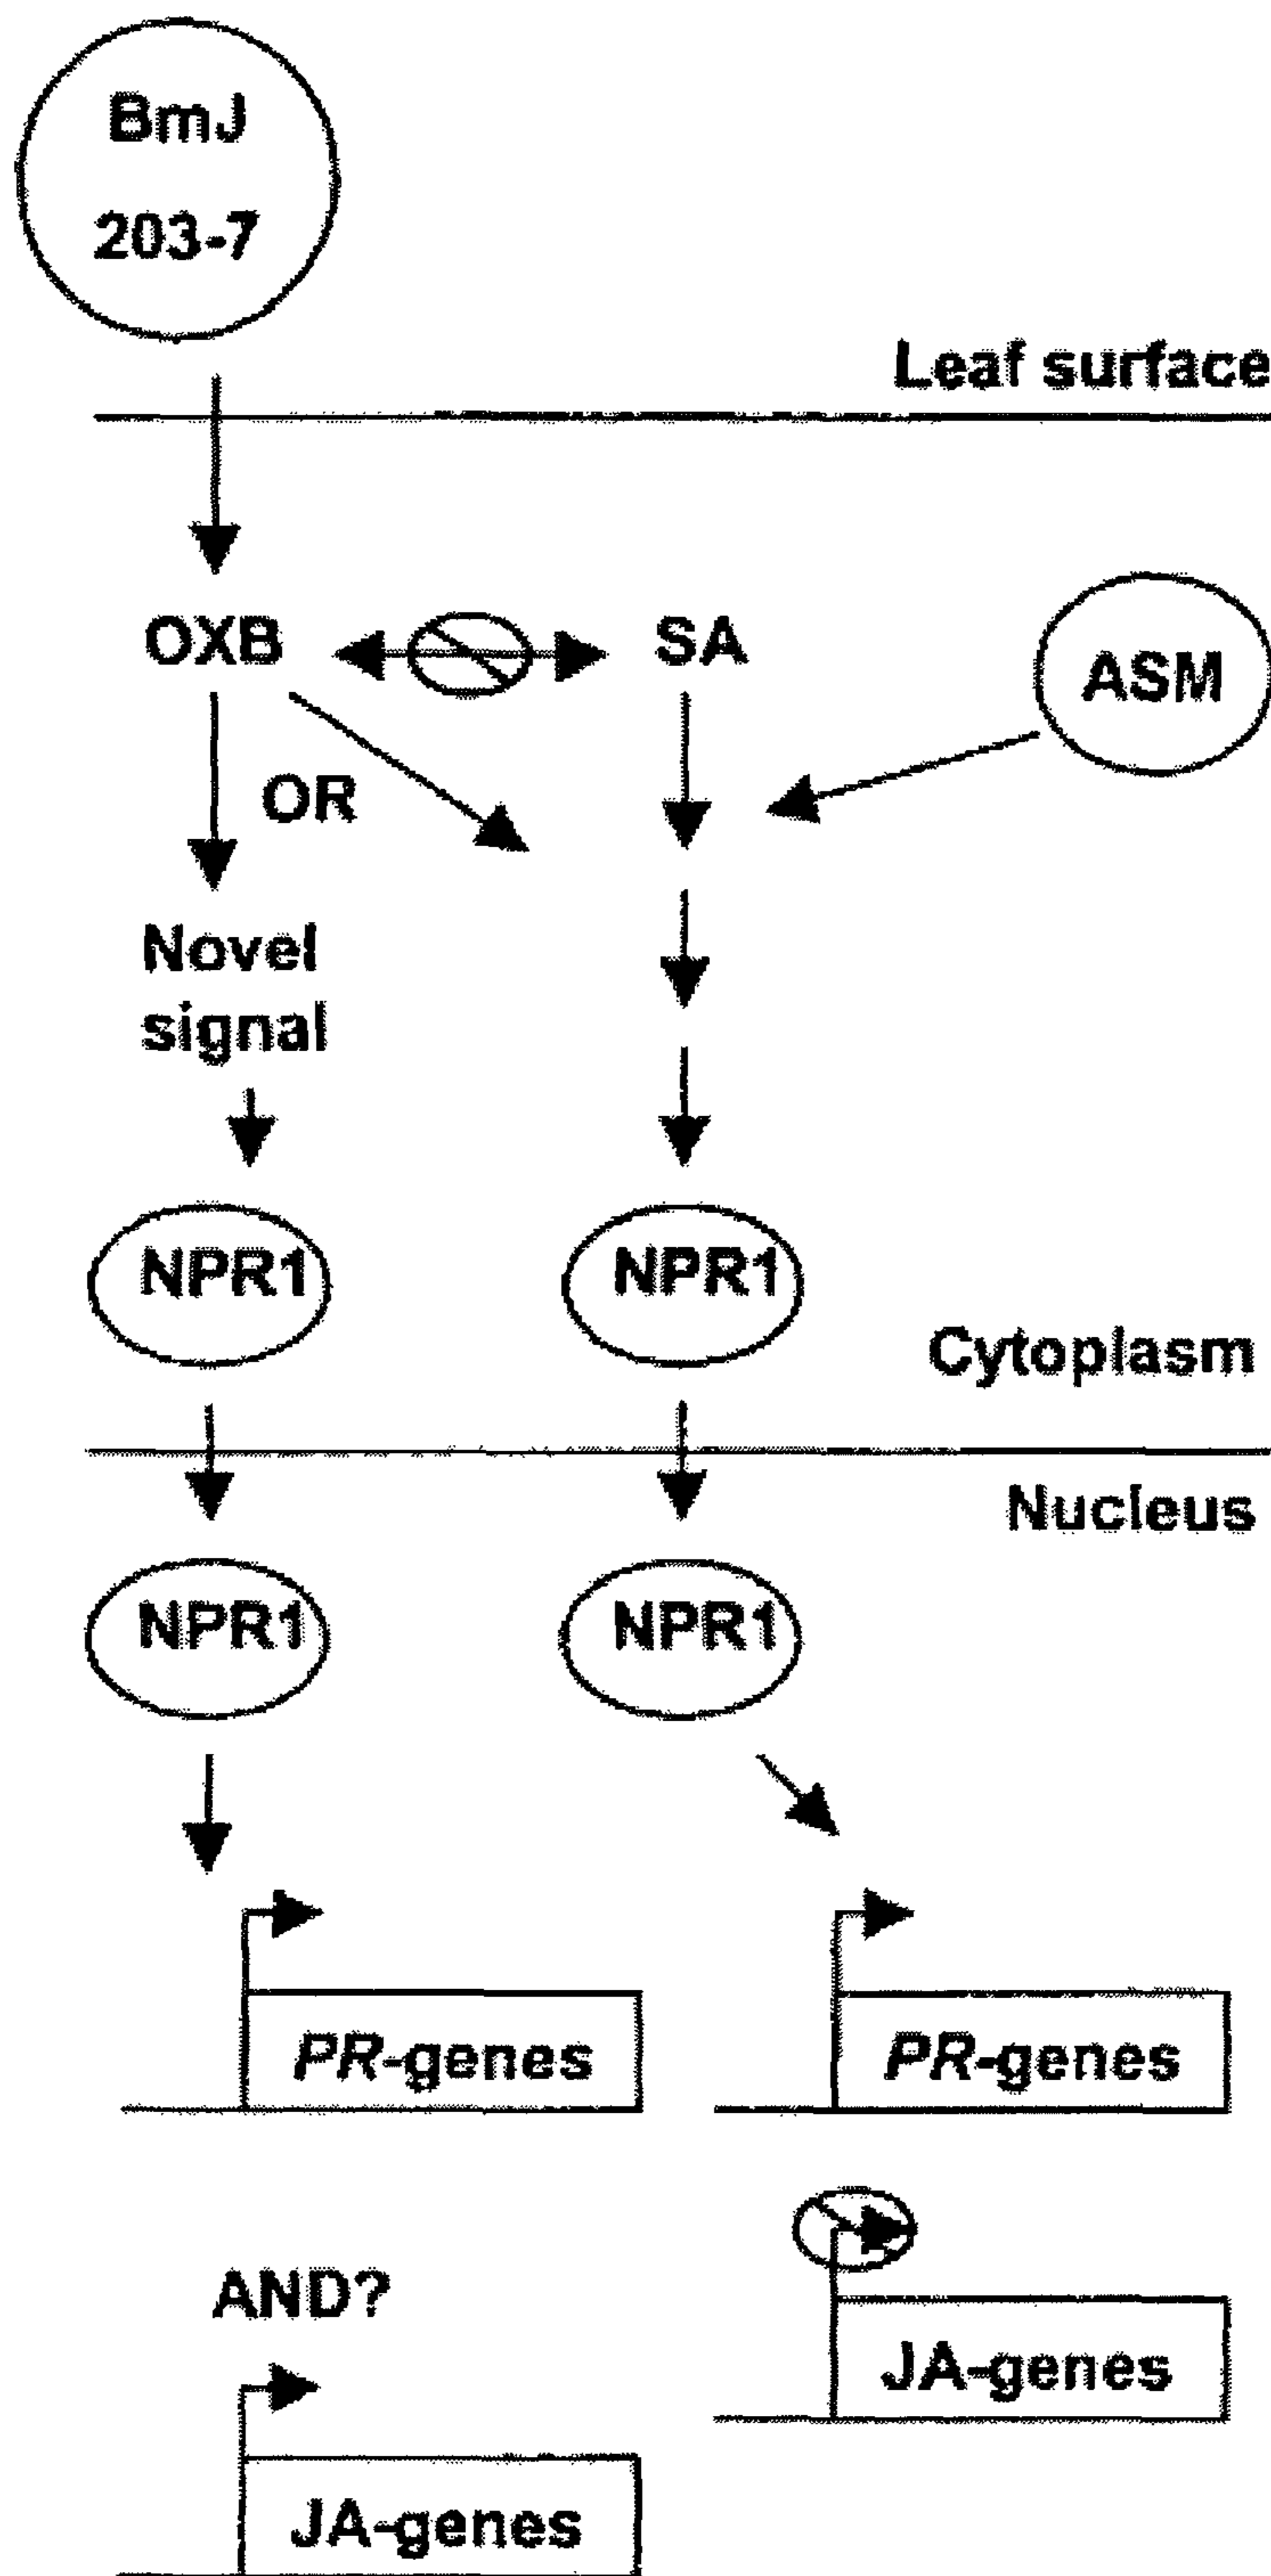 BmJ
203-7
Leaf surface
OXB
SA
ASM
OR
Novel
signal
NPR1
NPR1
Cytoplasm
Nucleus
NPR1
NPR1
PR-genes
PR-genes
AND?
JA-genes
JA-genes